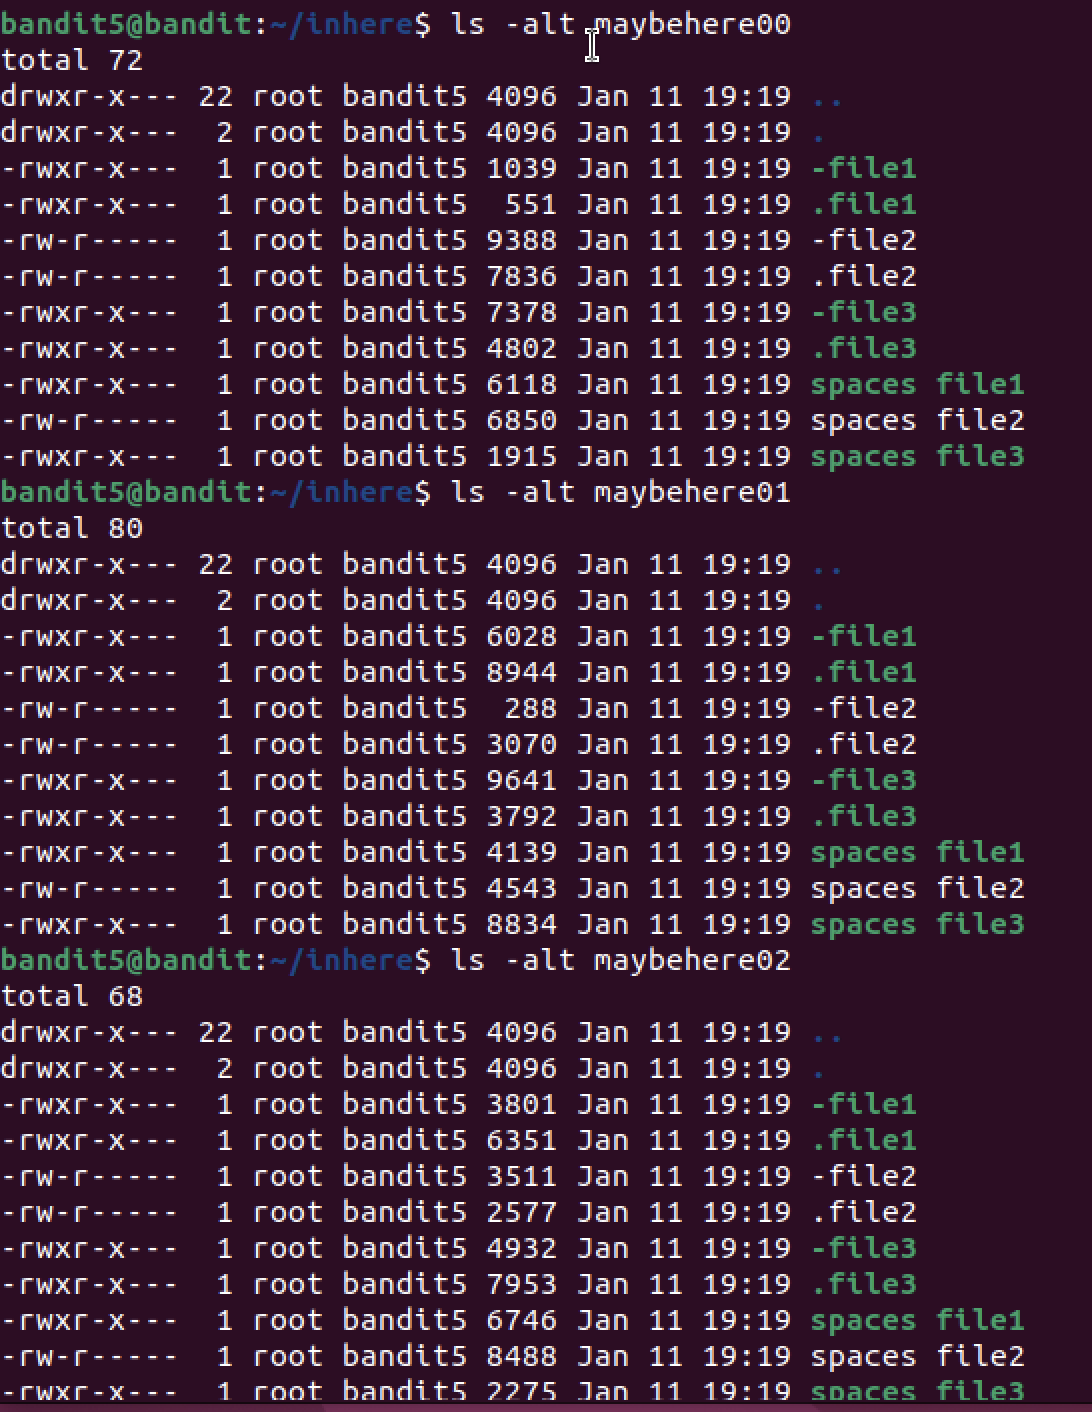 bandit5@bandit:~/inhere$ ls -alt maybehere00
total 72
drwxr-x--- 22 root bandit5 4096 Jan 11 19:19 ..
drwxr-x---  2 root bandit5 4096 Jan 11 19:19 .
-rwxr-x---  1 root bandit5 1039 Jan 11 19:19 -file1
-rwxr-x---  1 root bandit5  551 Jan 11 19:19 .file1
-rw-r-----  1 root bandit5 9388 Jan 11 19:19 -file2
-rw-r-----  1 root bandit5 7836 Jan 11 19:19 .file2
-rwxr-x---  1 root bandit5 7378 Jan 11 19:19 -file3
-rwxr-x---  1 root bandit5 4802 Jan 11 19:19 .file3
-rwxr-x---  1 root bandit5 6118 Jan 11 19:19 spaces file1
-rw-r-----  1 root bandit5 6850 Jan 11 19:19 spaces file2
-rwxr-x---  1 root bandit5 1915 Jan 11 19:19 spaces file3
bandit5@bandit:~/inhere$ ls -alt maybehere01
total 80
drwxr-x--- 22 root bandit5 4096 Jan 11 19:19 ..
drwxr-x---  2 root bandit5 4096 Jan 11 19:19 .
-rwxr-x---  1 root bandit5 6028 Jan 11 19:19 -file1
-rwxr-x---  1 root bandit5 8944 Jan 11 19:19 .file1
-rw-r-----  1 root bandit5  288 Jan 11 19:19 -file2
-rw-r-----  1 root bandit5 3070 Jan 11 19:19 .file2
-rwxr-x---  1 root bandit5 9641 Jan 11 19:19 -file3
-rwxr-x---  1 root bandit5 3792 Jan 11 19:19 .file3
-rwxr-x---  1 root bandit5 4139 Jan 11 19:19 spaces file1
-rw-r-----  1 root bandit5 4543 Jan 11 19:19 spaces file2
-rwxr-x---  1 root bandit5 8834 Jan 11 19:19 spaces file3
bandit5@bandit:~/inhere$ ls -alt maybehere02
total 68
drwxr-x--- 22 root bandit5 4096 Jan 11 19:19 ..
drwxr-x---  2 root bandit5 4096 Jan 11 19:19 .
-rwxr-x---  1 root bandit5 3801 Jan 11 19:19 -file1
-rwxr-x---  1 root bandit5 6351 Jan 11 19:19 .file1
-rw-r-----  1 root bandit5 3511 Jan 11 19:19 -file2
-rw-r-----  1 root bandit5 2577 Jan 11 19:19 .file2
-rwxr-x---  1 root bandit5 4932 Jan 11 19:19 -file3
-rwxr-x---  1 root bandit5 7953 Jan 11 19:19 .file3
-rwxr-x---  1 root bandit5 6746 Jan 11 19:19 spaces file1
-rw-r-----  1 root bandit5 8488 Jan 11 19:19 spaces file2
-rwxr-x---  1 root bandit5 2275 Jan 11 19:19 spaces file3